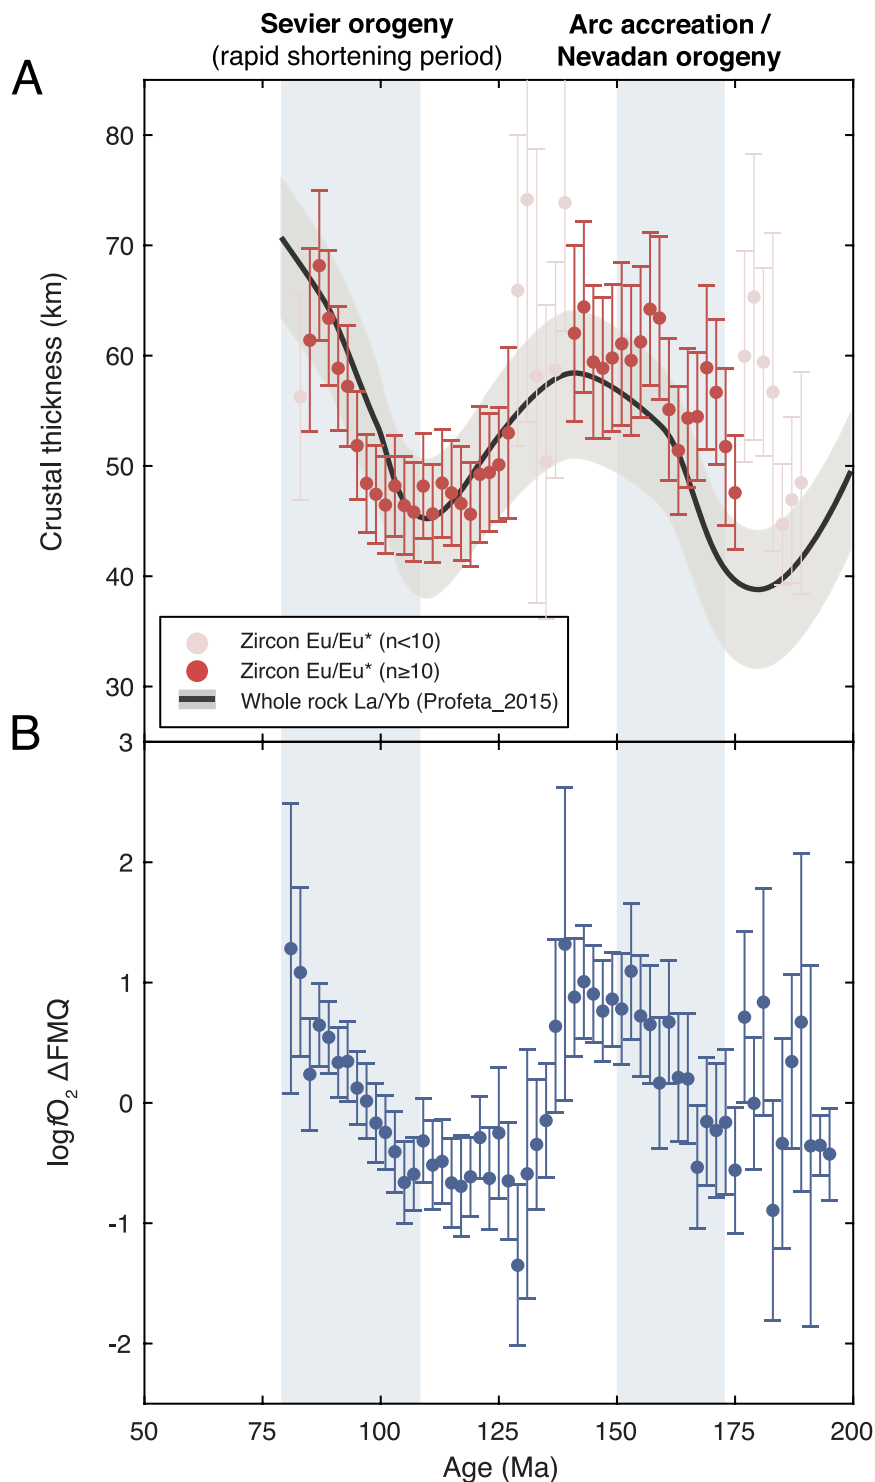 Sevier orogeny
(rapid shortening period)
Arc accreation /
Nevadan orogeny
A
80
70
60
50
40
30
Crustal thickness (km)
Zircon Eu/Eu* (n<10)
Zircon Eu/Eu* (n≥10)
Whole rock La/Yb (Profeta_2015)
B
3
2
1
0
-1
-2
logfO₂ ΔFMQ
50 75 100 125 150 175 200
Age (Ma)